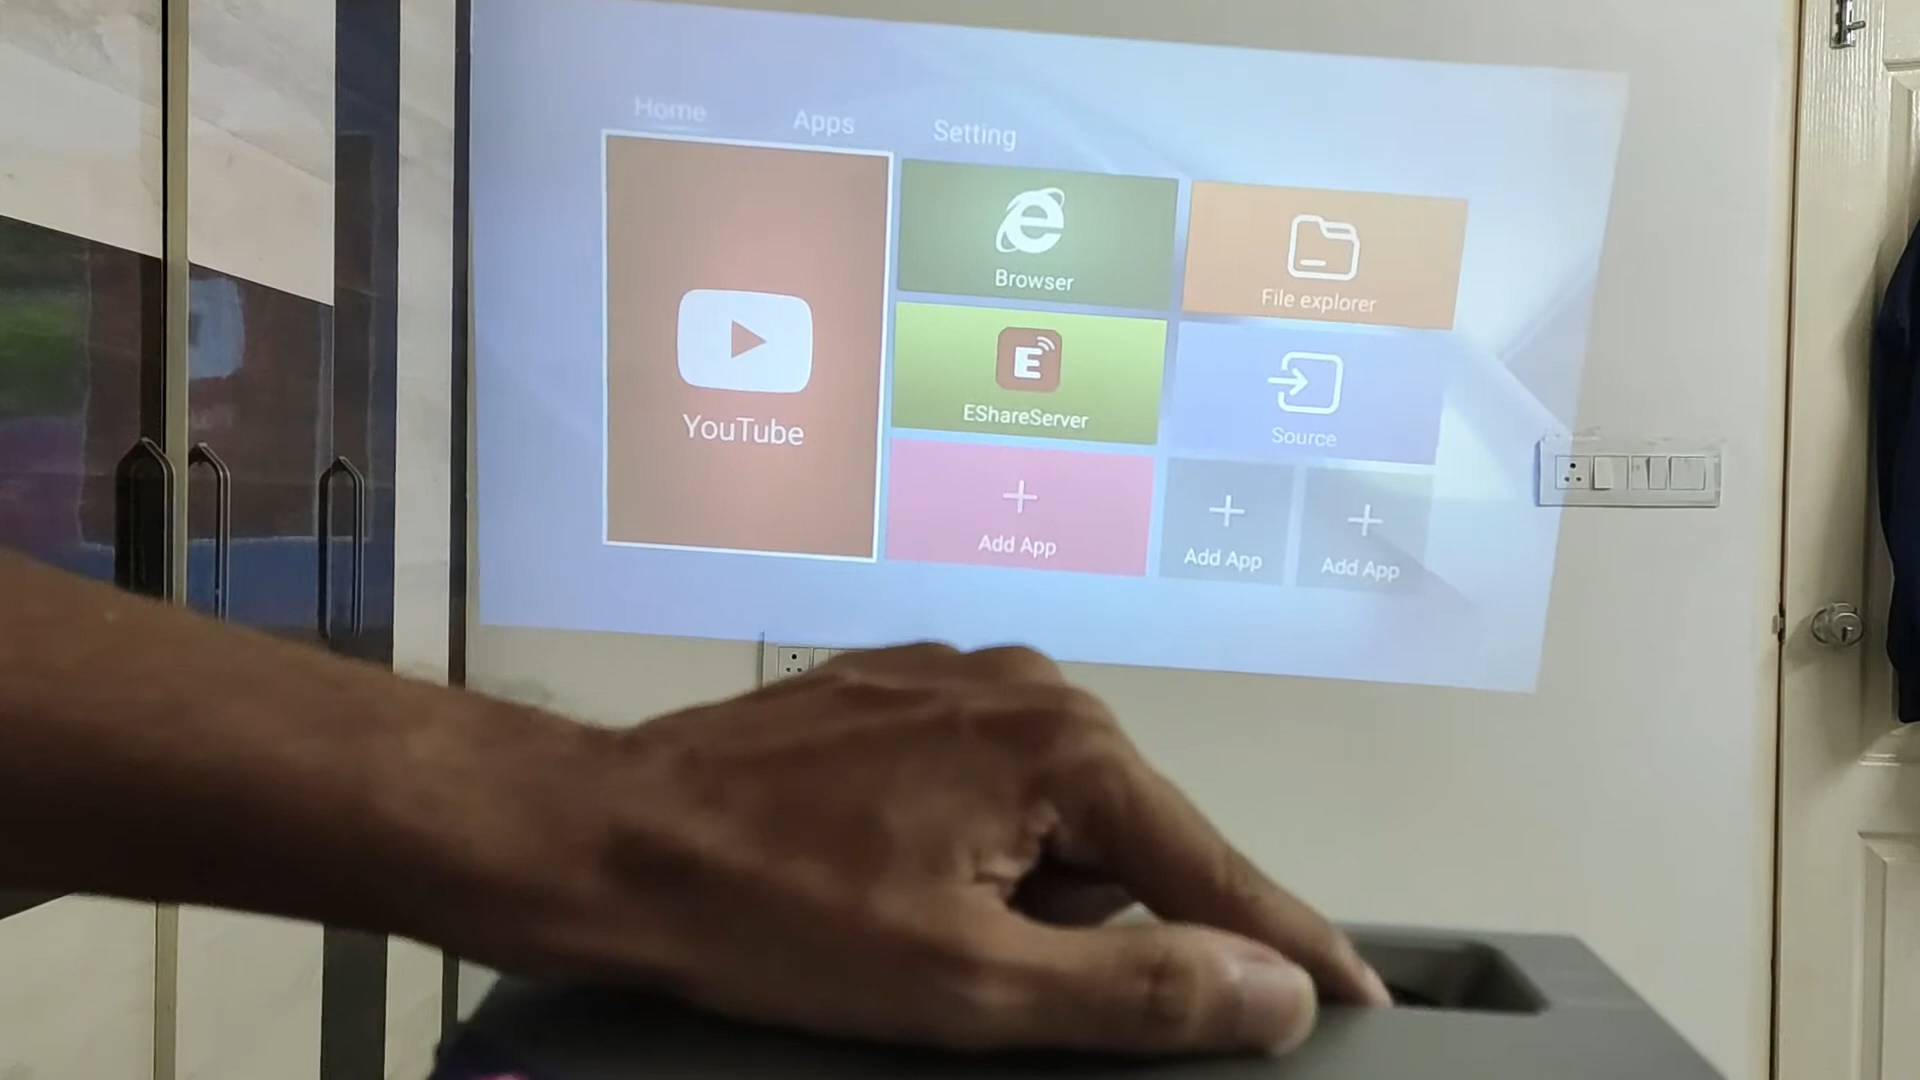 Home
Apps
Setting
YouTube
Browser
File explorer
E
EShareServer
Source
Add App
Add App
Add App